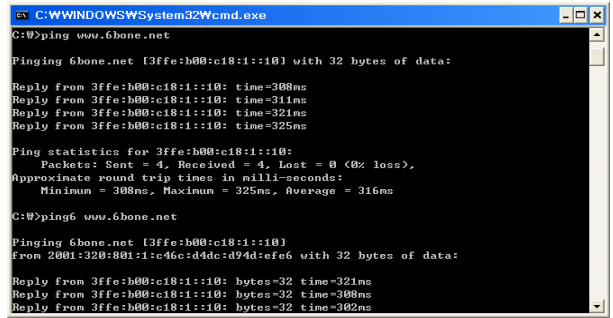 C:₩WINDOWS₩System32₩cmd.exe
C:₩>ping www.6bone.net
Pinging 6bone.net [3ffe:b00:c18:1::10] with 32 bytes of data:
Reply from 3ffe:b00:c18:1::10: time=308ms
Reply from 3ffe:b00:c18:1::10: time=311ms
Reply from 3ffe:b00:c18:1::10: time=321ms
Reply from 3ffe:b00:c18:1::10: time=325ms
Ping statistics for 3ffe:b00:c18:1::10:
Packets: Sent = 4, Received = 4, Lost = 0 (0% loss),
Approximate round trip times in milli-seconds:
Minimum = 308ms, Maximum = 325ms, Average = 316ms
C:₩>ping6 www.6bone.net
Pinging 6bone.net [3ffe:b00:c18:1::10]
from 2001:320:801:1:c46c:d4dc:d94d:efe6 with 32 bytes of data:
Reply from 3ffe:b00:c18:1::10: bytes=32 time=321ms
Reply from 3ffe:b00:c18:1::10: bytes=32 time=308ms
Reply from 3ffe:b00:c18:1::10: bytes=32 time=302ms